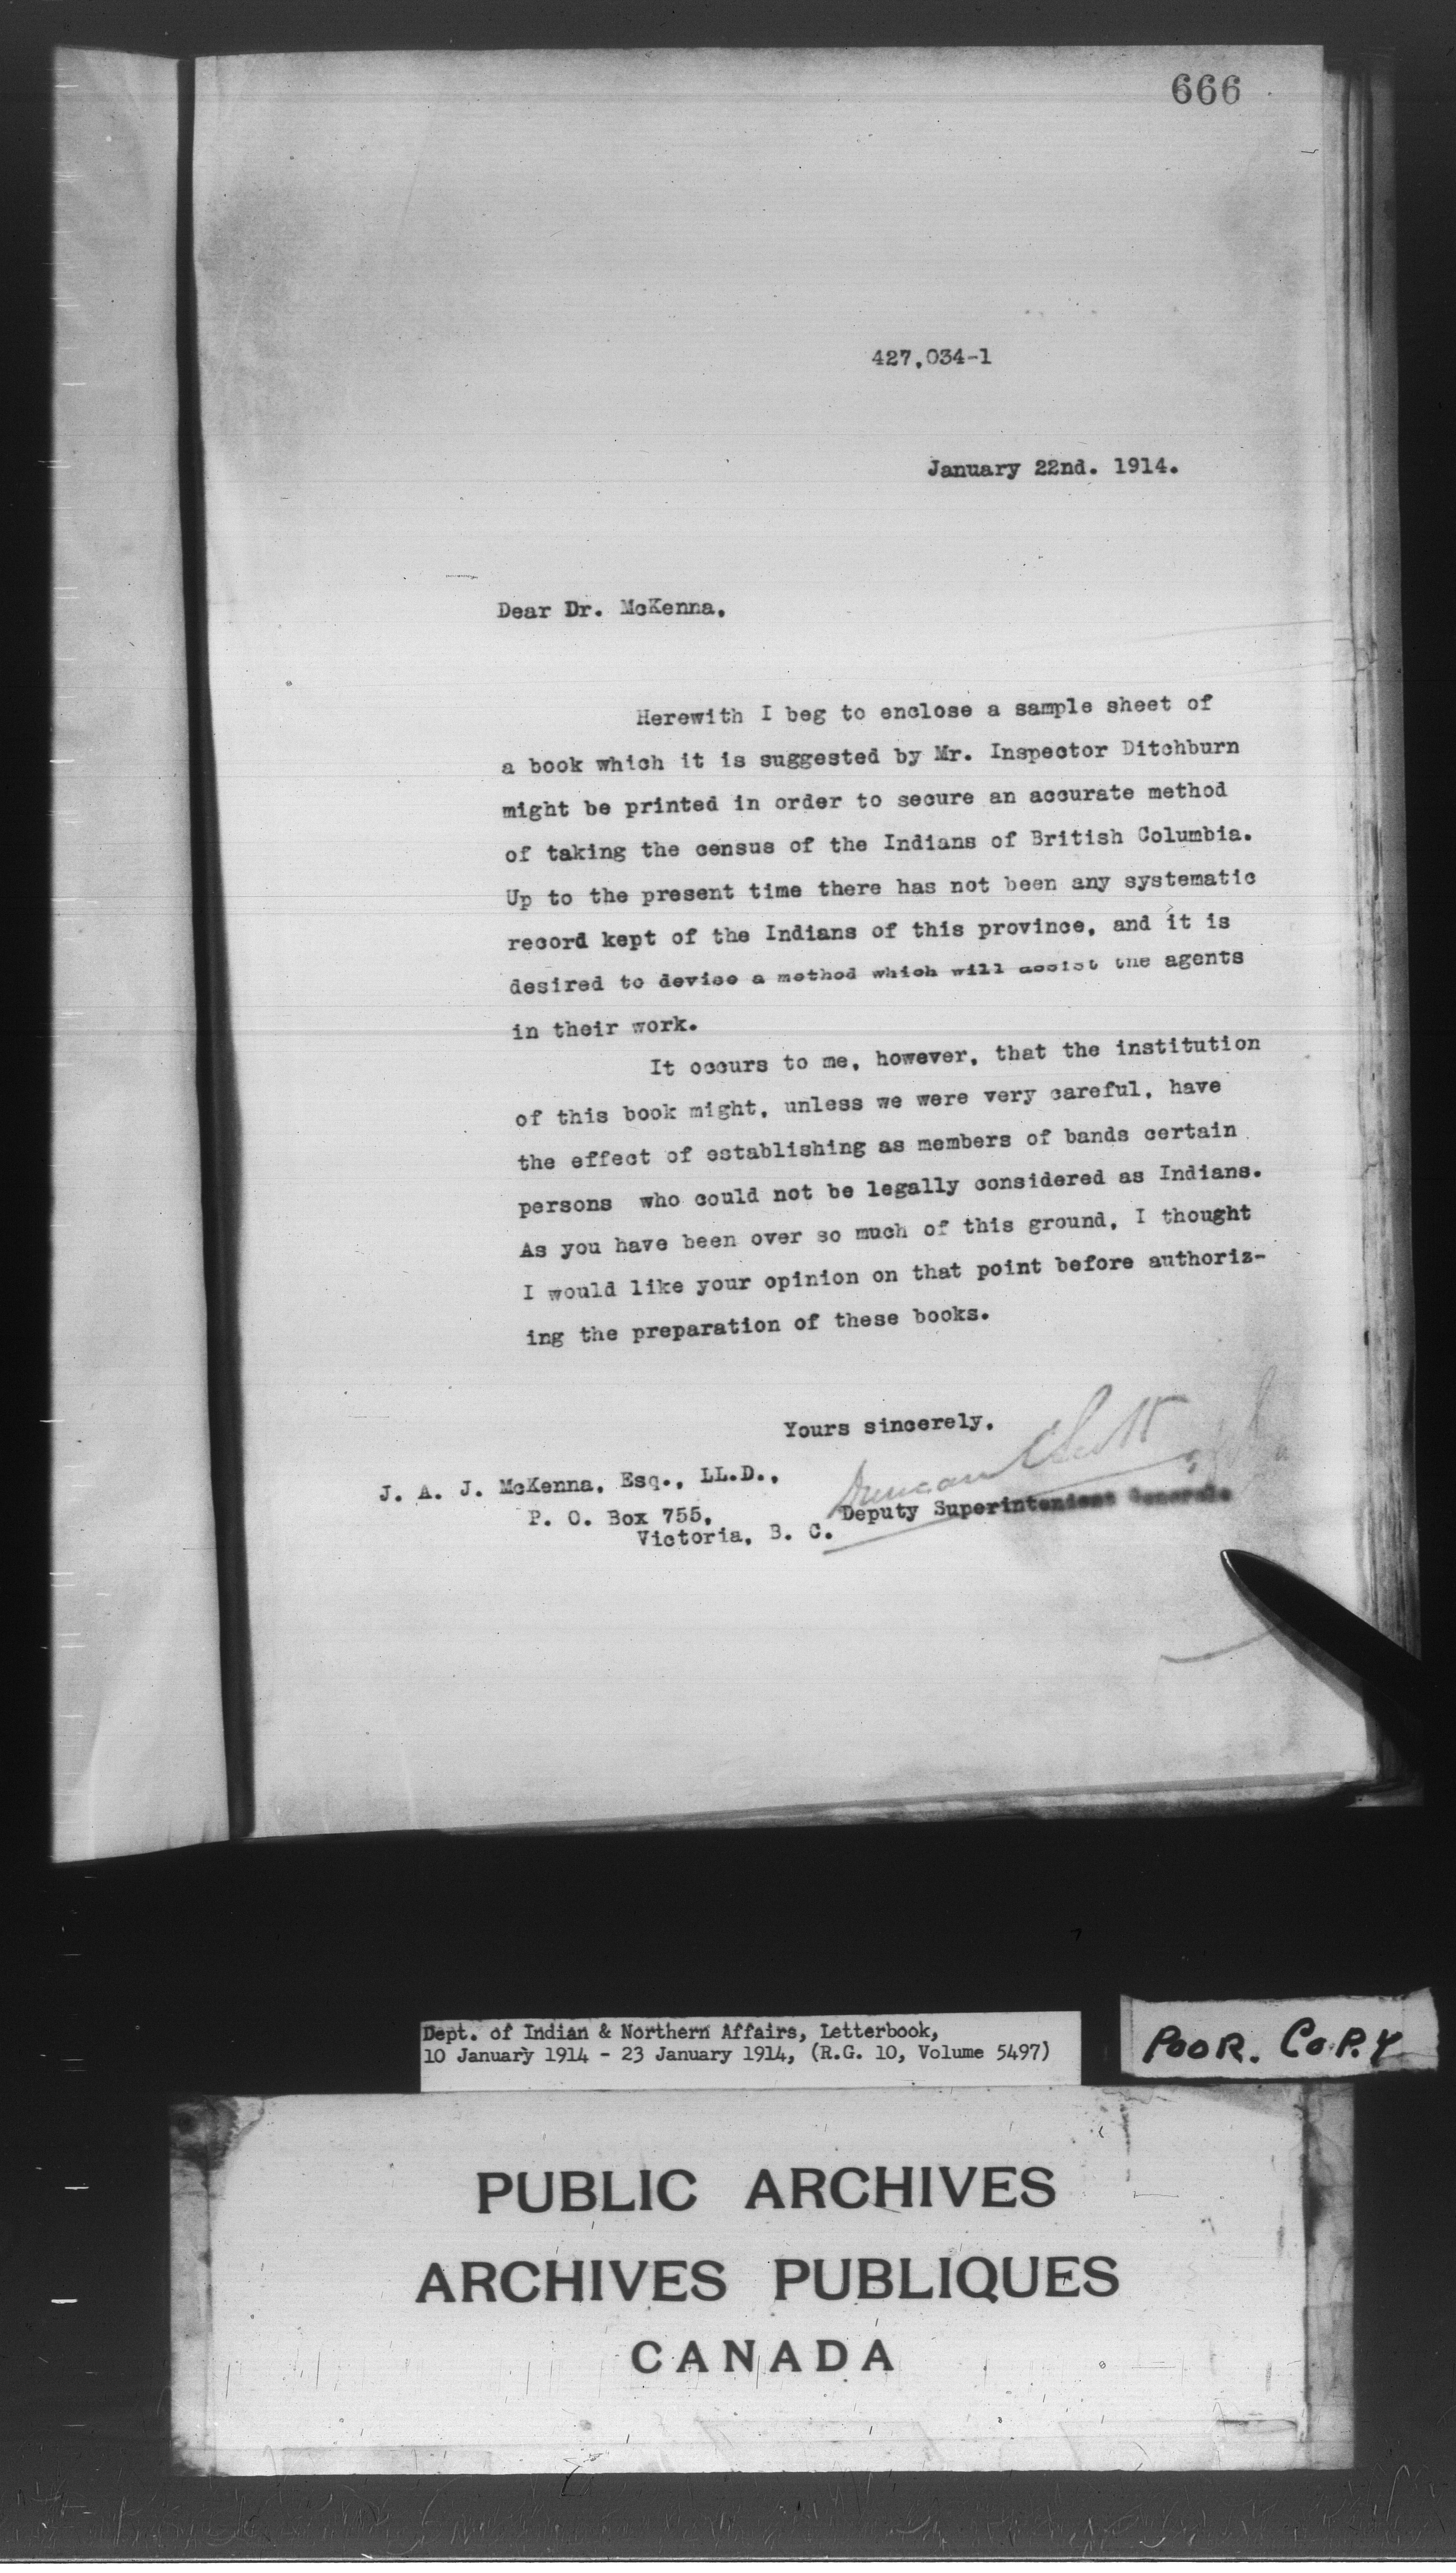 666
427,034-1
January 22nd. 1914.
Dear Dr. McKenna,
Herewith I beg to enclose a sample sheet of
a book which it is suggested by Mr. Inspector Ditchburn
might be printed in order to secure an accurate method
of taking the census of the Indians of British Columbia.
Up to the present time there has not been any systematic
record kept of the Indians of this province, and it is
desired to devise a method which will assist the agents
in their work.
It occurs to me, however, that the institution
of this book might, unless we were very careful, have
the effect of establishing as members of bands certain
persons who could not be legally considered as Indians.
As you have been over so much of this ground, I thought
I would like your opinion on that point before authoriz-
ing the preparation of these books.
Yours sincerely,
Duncan C Scott
Deputy Superintendent General.
J. A. J. McKenna, Esq., LL.D.,
P. O. Box 755,
Victoria, B. C.
Dept. of Indian & Northern Affairs, Letterbook,
10 January 1914 - 23 January 1914, (R.G. 10, Volume 5497)
POOR. COPY
PUBLIC ARCHIVES
ARCHIVES PUBLIQUES
CANADA